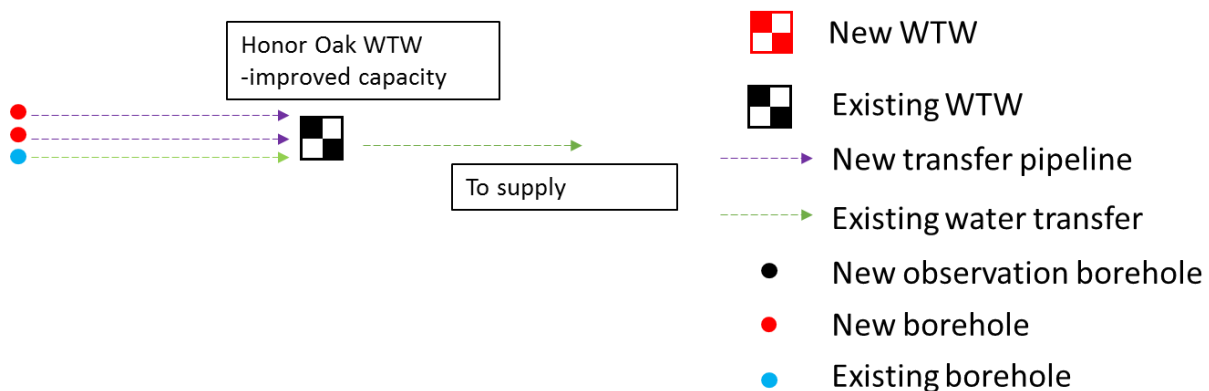 Honor Oak WTW
-improved capacity
To supply
New WTW
Existing WTW
New transfer pipeline
Existing water transfer
New observation borehole
New borehole
Existing borehole